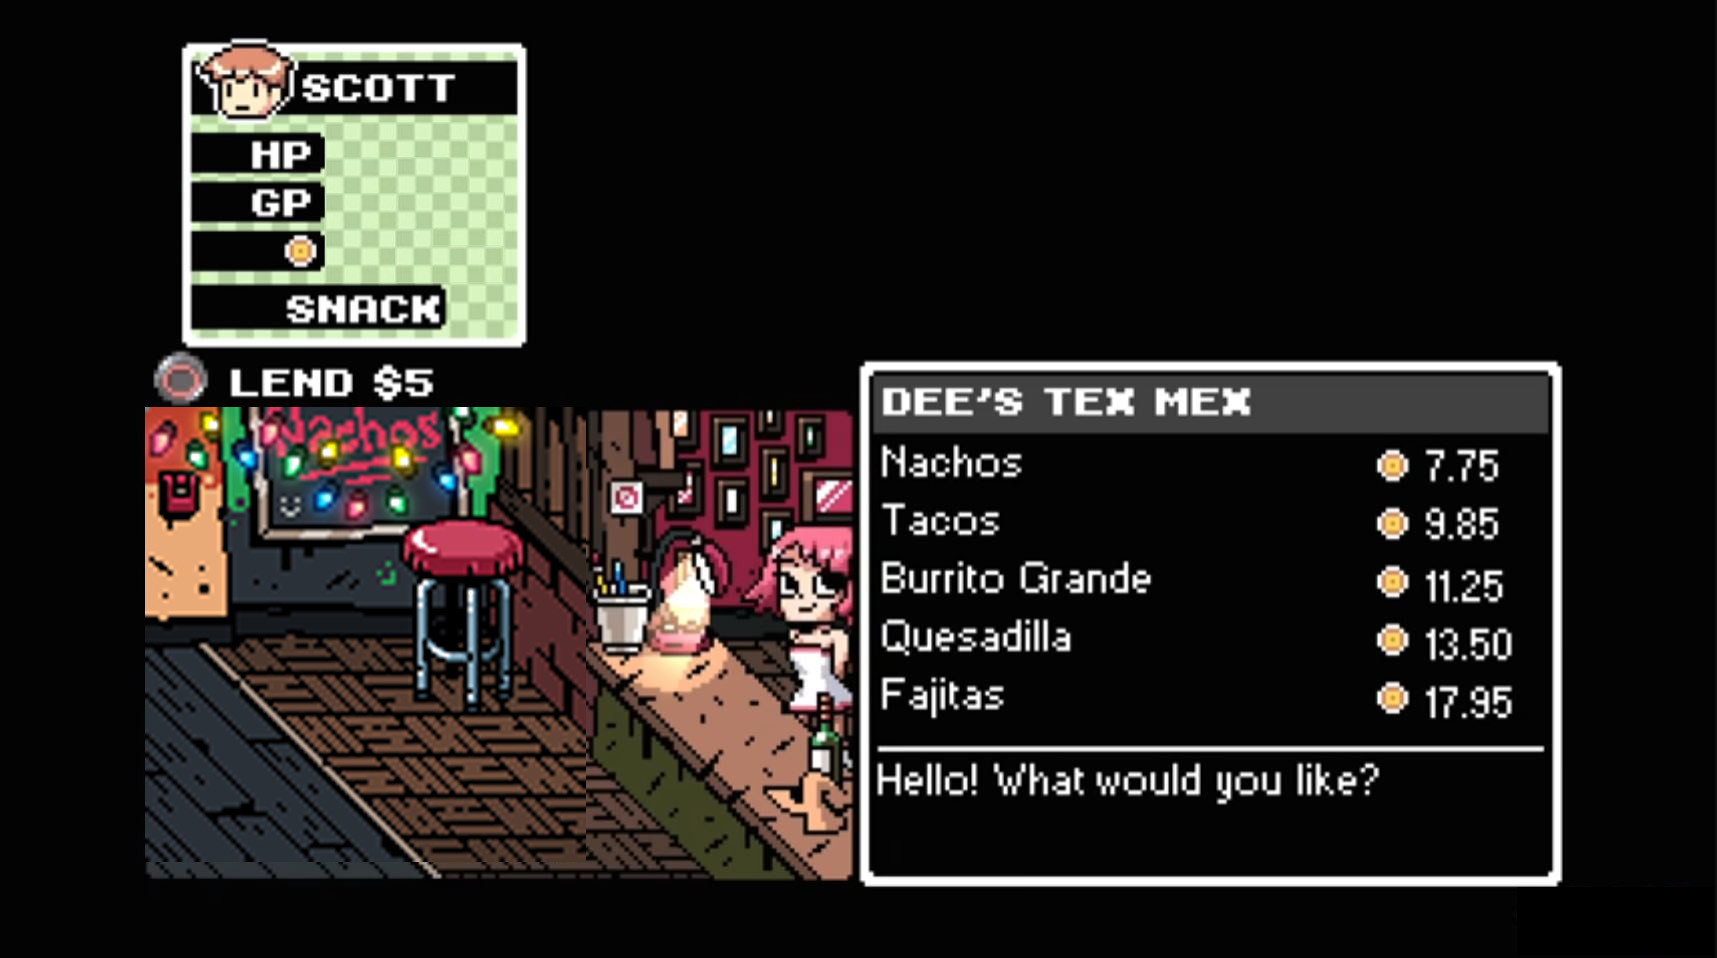 SCOTT
HP
GP
SNACK
LEND $5
Nachos
DEE'S TEX MEX
Nachos 7.75
Tacos 9.85
Burrito Grande 11.25
Quesadilla 13.50
Fajitas 17.95
Hello! What would you like?